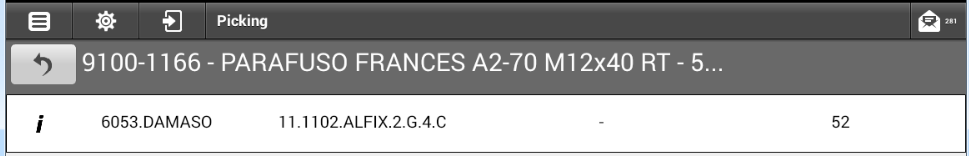 Picking
281
9100-1166 - PARAFUSO FRANCES A2-70 M12x40 RT - 5...
i 6053.DAMASO 11.1102.ALFIX.2.G.4.C - 52